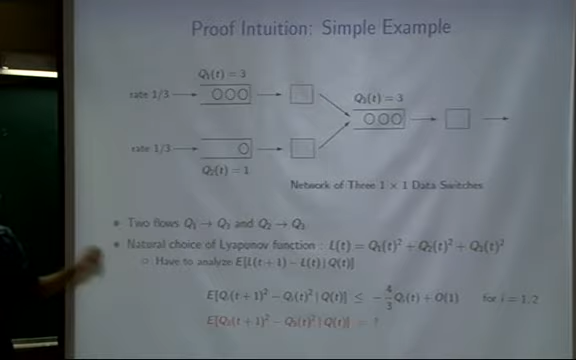 Proof Intuition: Simple Example
Q₁(t) = 3
rate 1/3
Q₃(t) = 3
rate 1/3
Q₂(t) = 1
Network of Three 1 × 1 Data Switches
Two flows Q₁ → Q₃ and Q₂ → Q₃
Natural choice of Lyapunov function : L(t) = Q₁(t)² + Q₂(t)² + Q₃(t)²
Have to analyze E[L(t + 1) − L(t) | Q(t)]
E[Qᵢ(t + 1)² − Qᵢ(t)² | Q(t)] ≤ −4/3 Qᵢ(t) + O(1) for i = 1, 2
E[Q₃(t + 1)² − Q₃(t)² | Q(t)] = ?